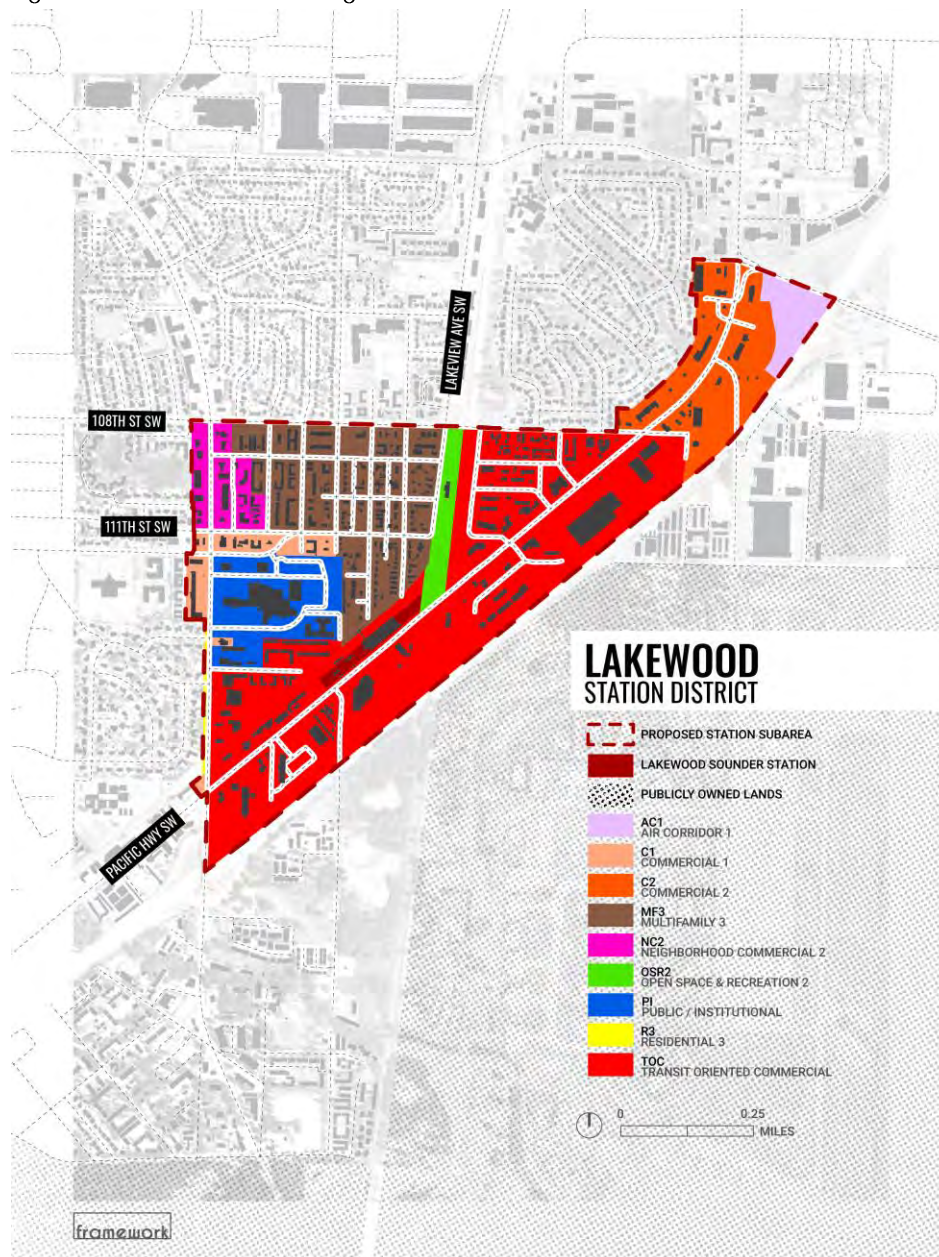 LAKEVIEW AVE SW
108TH ST SW
111TH ST SW
PACIFIC HWY SW
LAKEWOOD
STATION DISTRICT
PROPOSED STATION SUBAREA
LAKEWOOD SOUNDER STATION
PUBLICLY OWNED LANDS
AC1
AIR CORRIDOR 1
C1
COMMERCIAL 1
C2
COMMERCIAL 2
MF3
MULTIFAMILY 3
NC2
NEIGHBORHOOD COMMERCIAL 2
OSR2
OPEN SPACE & RECREATION 2
PI
PUBLIC / INSTITUTIONAL
R3
RESIDENTIAL 3
TOC
TRANSIT ORIENTED COMMERCIAL
0 0.25
MILES
framework